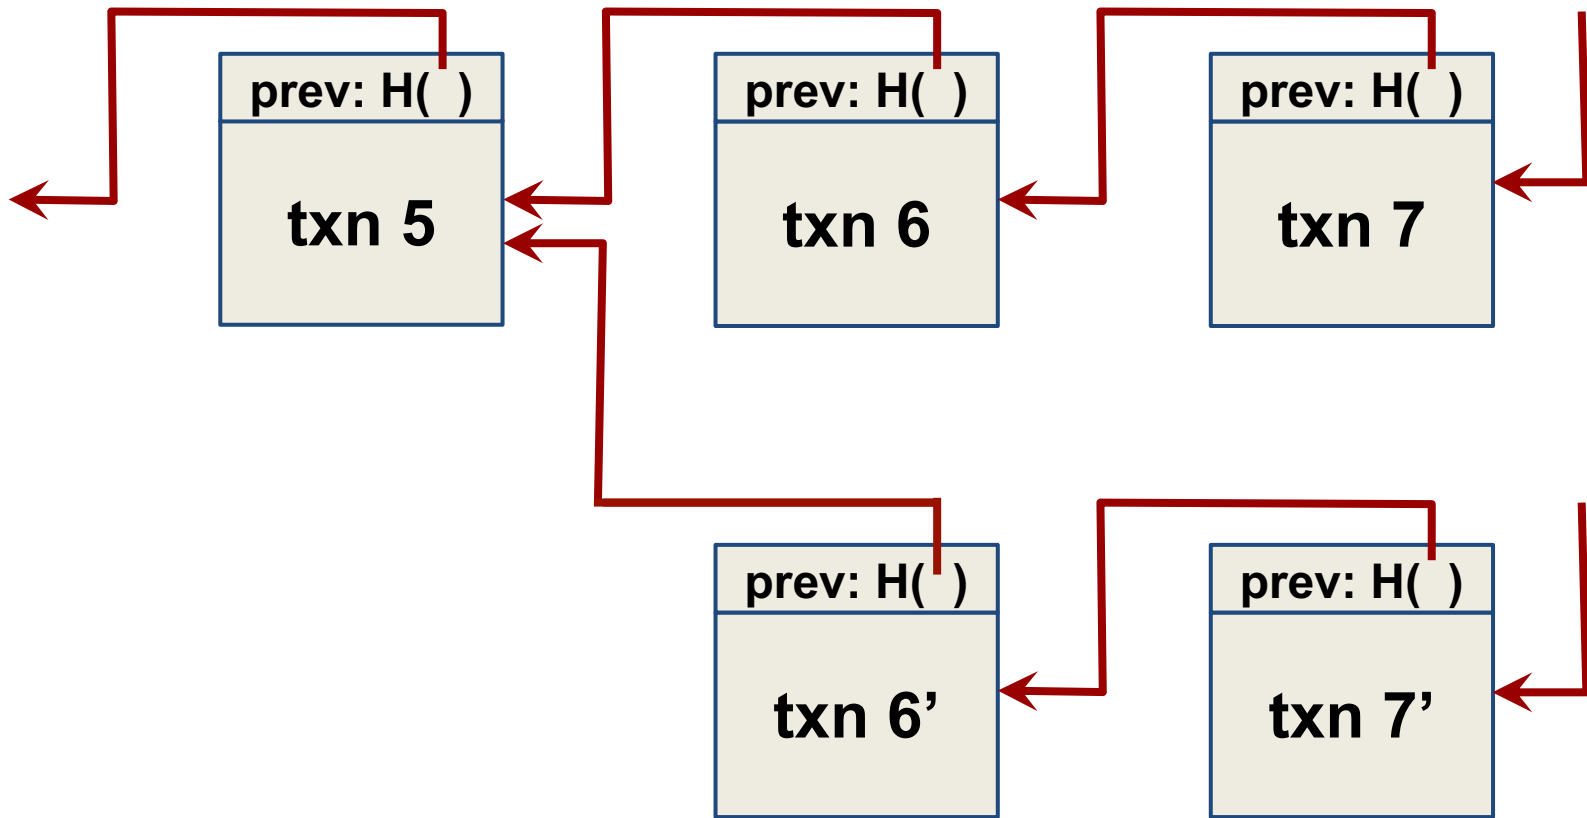 prev: H( )
prev: H( )
prev: H( )
txn 5
txn 6
txn 7
prev: H( )
prev: H( )
txn 6’
txn 7’